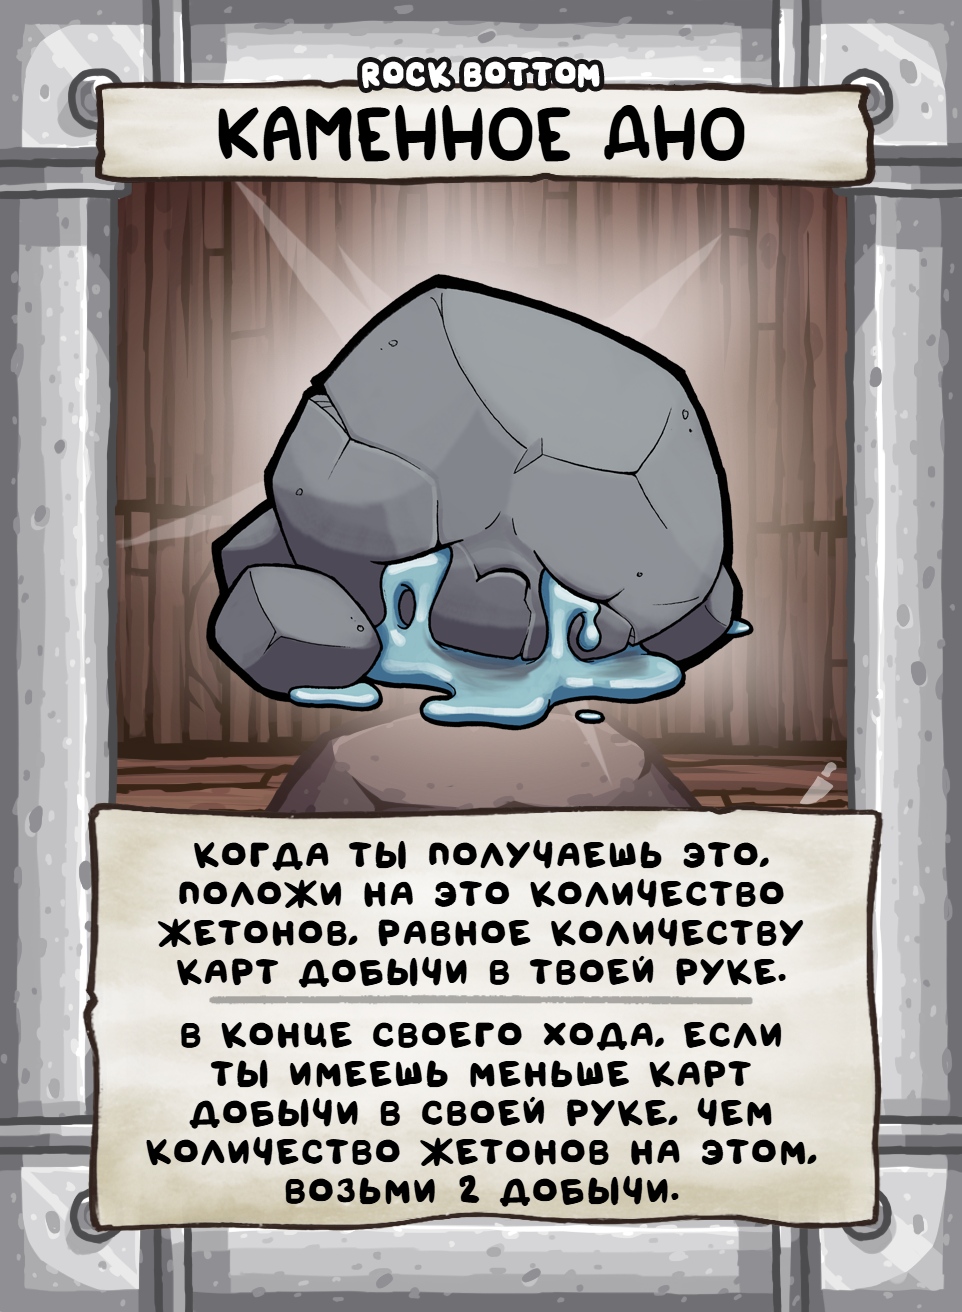 ROCK BOTTOM
КАМЕННОЕ ДНО
КОГДА ТЫ ПОЛУЧАЕШЬ ЭТО,
ПОЛОЖИ НА ЭТО КОЛИЧЕСТВО
ЖЕТОНОВ, РАВНОЕ КОЛИЧЕСТВУ
КАРТ ДОБЫЧИ В ТВОЕЙ РУКЕ.
В КОНЦЕ СВОЕГО ХОДА, ЕСЛИ
ТЫ ИМЕЕШЬ МЕНЬШЕ КАРТ
ДОБЫЧИ В СВОЕЙ РУКЕ, ЧЕМ
КОЛИЧЕСТВО ЖЕТОНОВ НА ЭТОМ,
ВОЗЬМИ 2 ДОБЫЧИ.